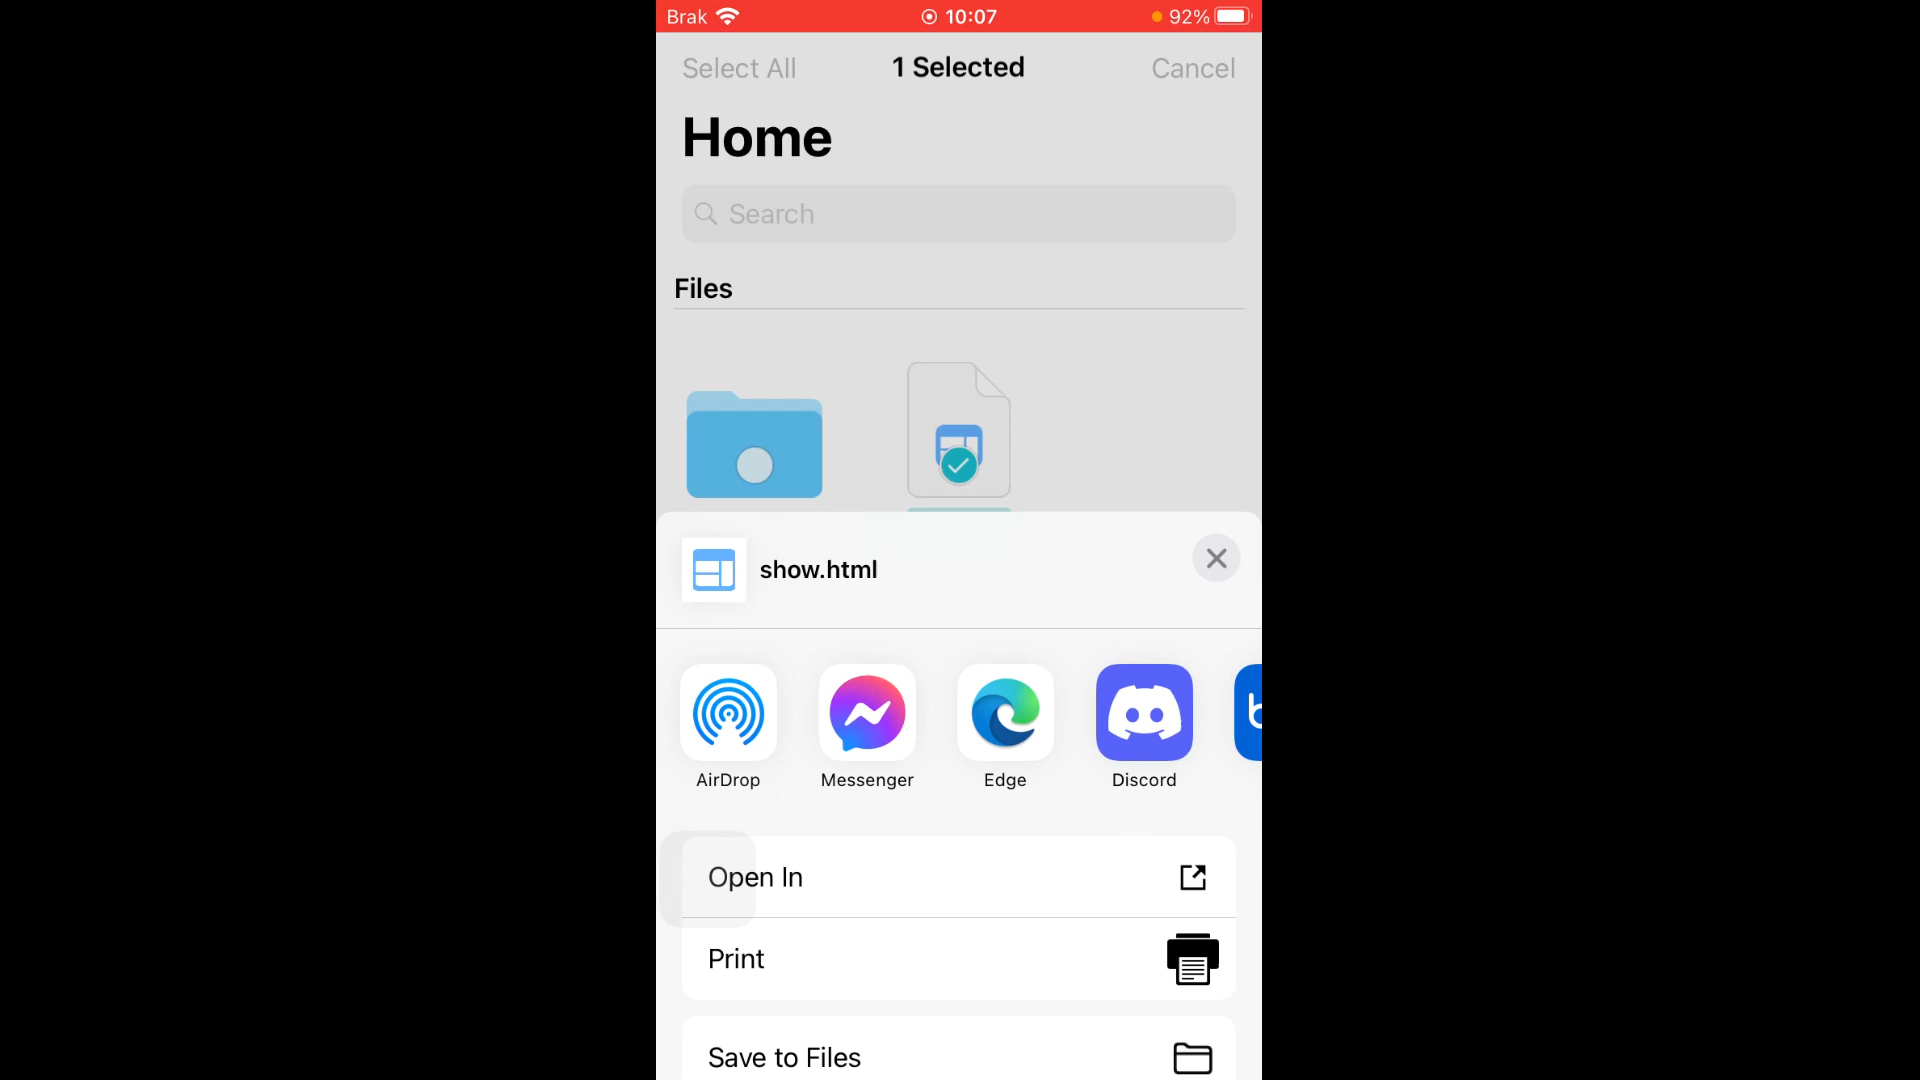 Brak 10:07 92%
Select All 1 Selected Cancel
Home
Search
Files
show.html
AirDrop Messenger Edge Discord
Open In
Print
Save to Files